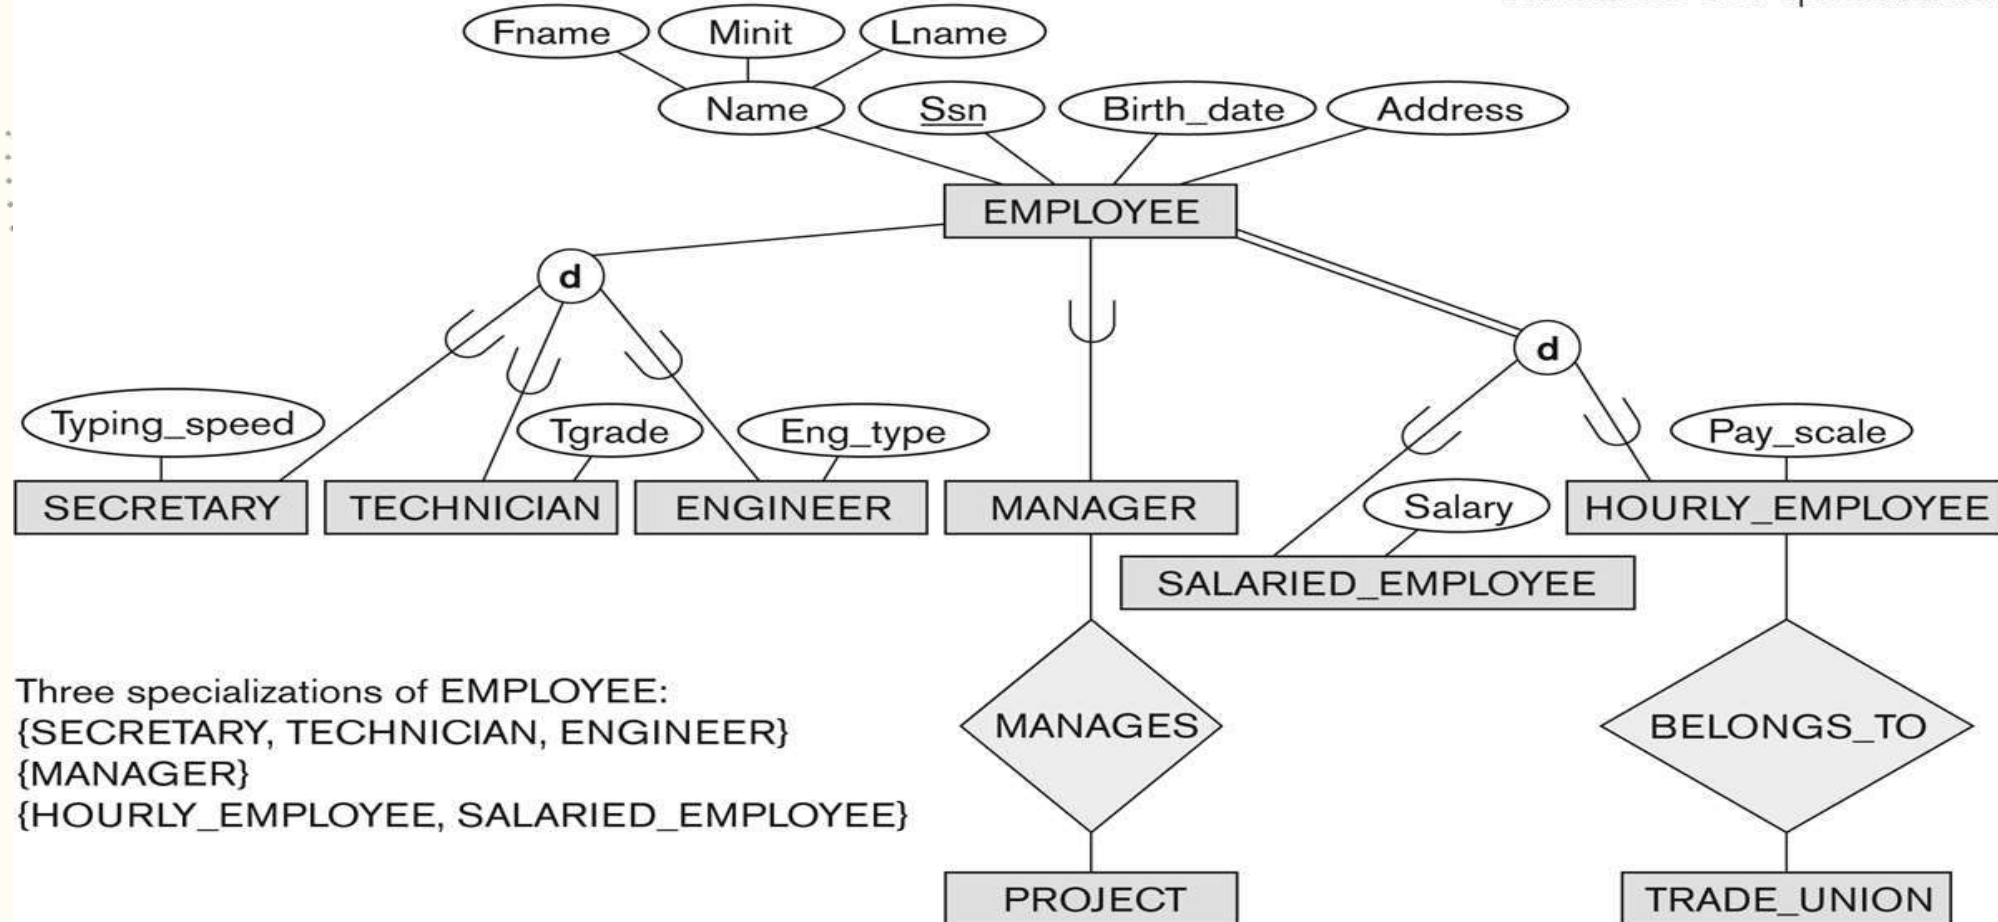 Fname
Minit
Lname
Name
Ssn
Birth_date
Address
EMPLOYEE
d
d
Typing_speed
Tgrade
Eng_type
Pay_scale
SECRETARY
TECHNICIAN
ENGINEER
MANAGER
Salary
HOURLY_EMPLOYEE
SALARIED_EMPLOYEE
Three specializations of EMPLOYEE:
{SECRETARY, TECHNICIAN, ENGINEER}
{MANAGER}
{HOURLY_EMPLOYEE, SALARIED_EMPLOYEE}
MANAGES
BELONGS_TO
PROJECT
TRADE_UNION